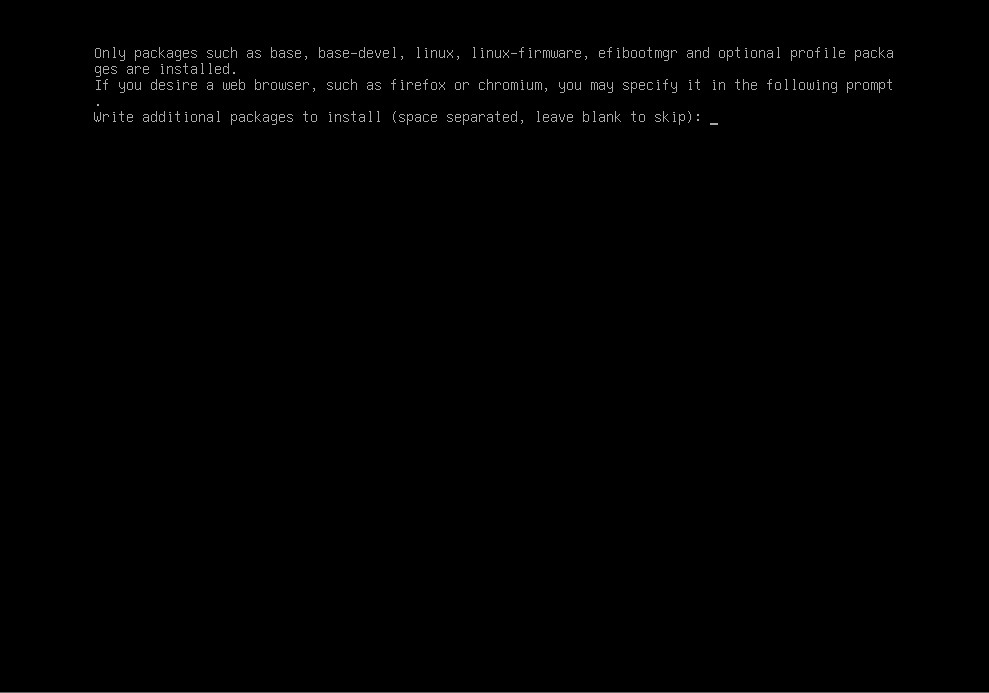 Only packages such as base, base-devel, linux, linux-firmware, efibootmgr and optional profile packa
ges are installed.
If you desire a web browser, such as firefox or chromium, you may specify it in the following prompt
.
Write additional packages to install (space separated, leave blank to skip): _